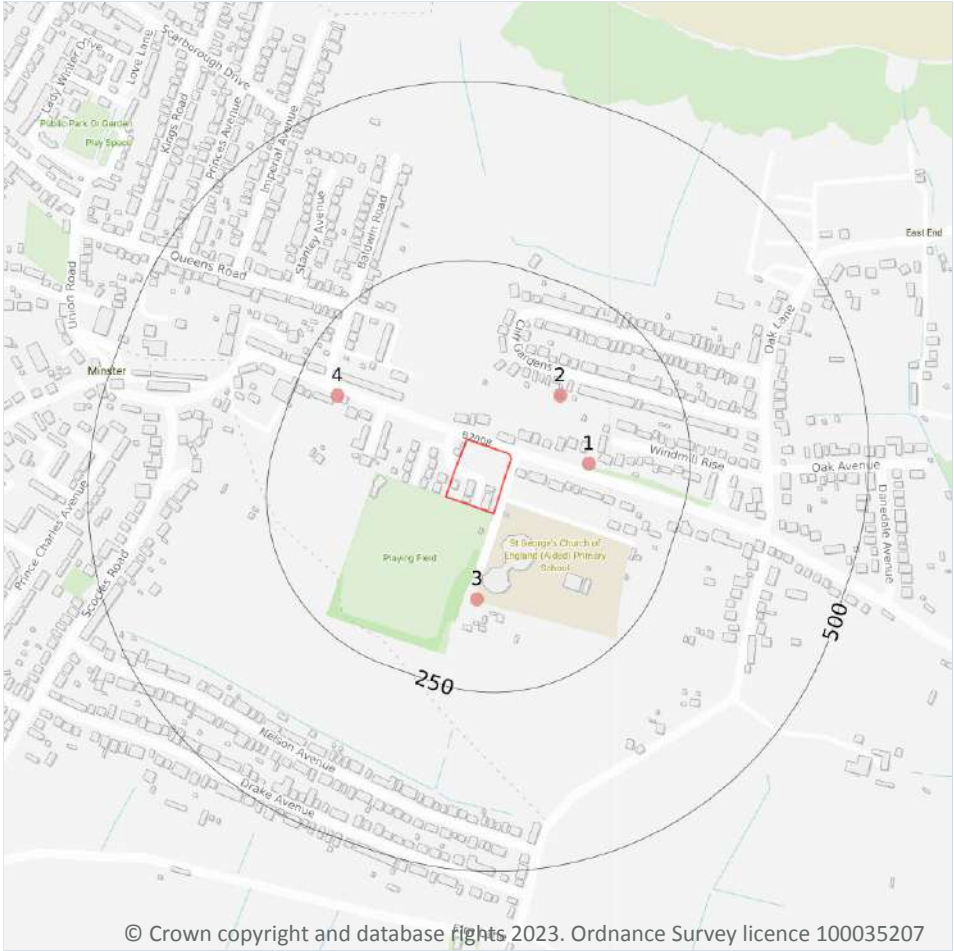 Scarborough Drive
Lady Winter Drive
Love Lane
Kings Road
Princes Avenue
Imperial Avenue
Public Park Or Garden
Play Space
Stanley Avenue
Baldwin Road
Queens Road
Union Road
Minster
East End
Oak Lane
Cliff
Gardens
4
2
1
B2008
Windmill Rise
Oak Avenue
Danedale Avenue
Prince Charles Avenue
Scocles Road
Playing Field
St George's Church of
England (Aided) Primary
School
3
250
500
Nelson Avenue
Drake Avenue
© Crown copyright and database rights 2023. Ordnance Survey licence 100035207